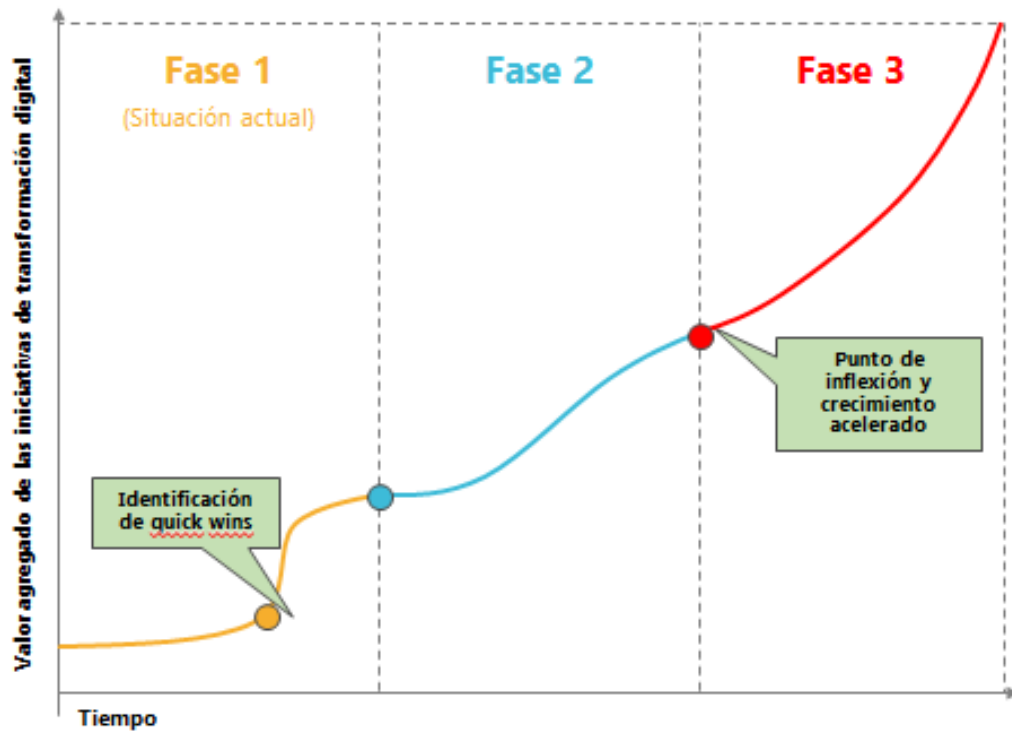 Fase 1
(Situación actual)
Fase 2
Fase 3
Valor agregado de las iniciativas de transformación digital
Identificación
de quick wins
Punto de
inflexión y
crecimiento
acelerado
Tiempo